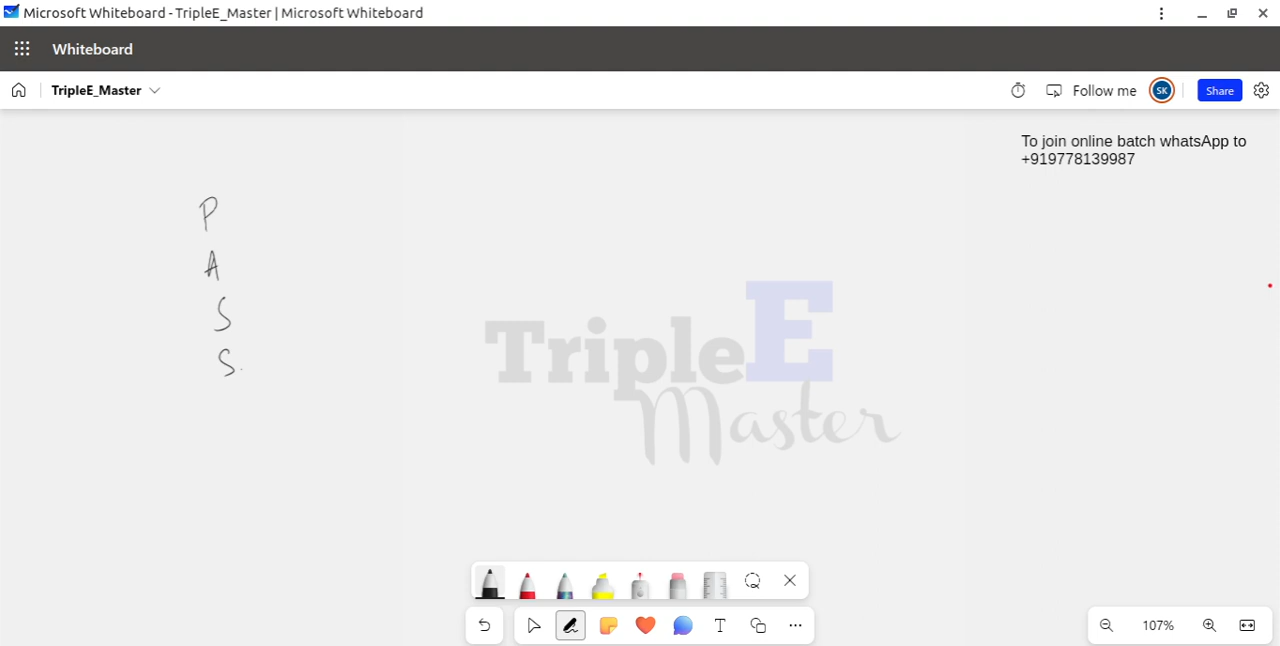 Microsoft Whiteboard - TripleE_Master | Microsoft Whiteboard
Whiteboard
TripleE_Master
Follow me
SK
Share
To join online batch whatsApp to
+919778139987
P
A
S
S
TripleE
Master
T
107%